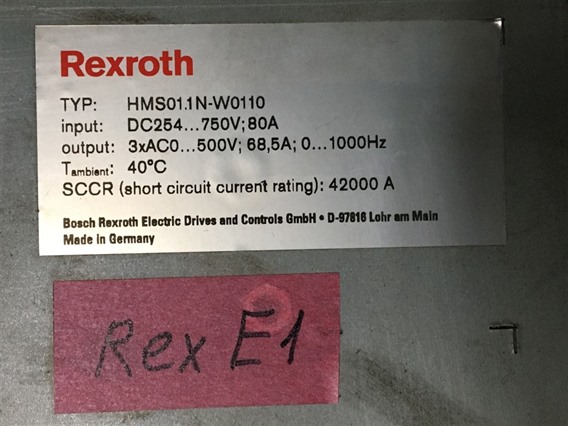 Rexroth
TYP: HMS01.1N-W0110
input: DC254...750V; 80A
output: 3xAC0...500V; 68,5A; 0...1000Hz
Tambient: 40°C
SCCR (short circuit current rating): 42000 A
Bosch Rexroth Electric Drives and Controls GmbH • D-97816 Lohr am Main
Made in Germany
Rex E1